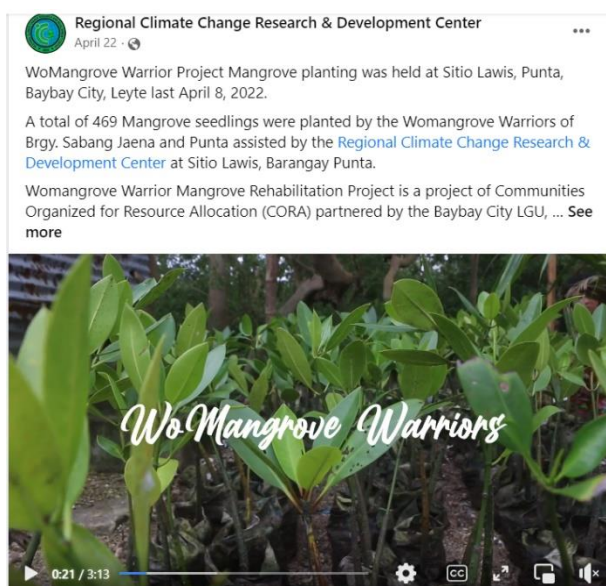 Regional Climate Change Research & Development Center
April 22 ·
WoMangrove Warrior Project Mangrove planting was held at Sitio Lawis, Punta,
Baybay City, Leyte last April 8, 2022.
A total of 469 Mangrove seedlings were planted by the Womangrove Warriors of
Brgy. Sabang Jaena and Punta assisted by the Regional Climate Change Research &
Development Center at Sitio Lawis, Barangay Punta.
Womangrove Warrior Mangrove Rehabilitation Project is a project of Communities
Organized for Resource Allocation (CORA) partnered by the Baybay City LGU, ... See
more
WoMangrove Warriors
0:21 / 3:13
CC